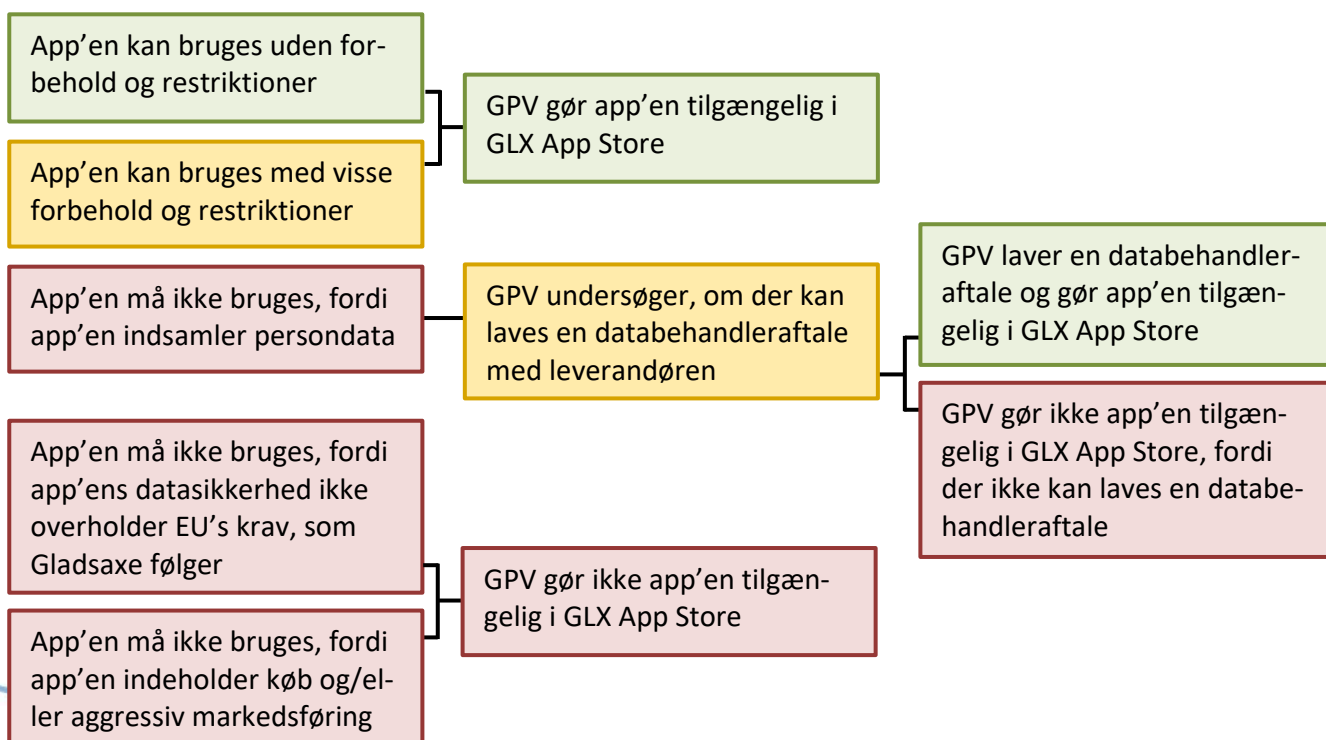 App’en kan bruges uden for-
behold og restriktioner
GPV gør app’en tilgængelig i
GLX App Store
App’en kan bruges med visse
forbehold og restriktioner
App’en må ikke bruges, fordi
app’en indsamler persondata
GPV undersøger, om der kan
laves en databehandleraftale
med leverandøren
GPV laver en databehandler-
aftale og gør app’en tilgæn-
gelig i GLX App Store
GPV gør ikke app’en tilgæn-
gelig i GLX App Store, fordi
der ikke kan laves en databe-
handleraftale
App’en må ikke bruges, fordi
app’ens datasikkerhed ikke
overholder EU’s krav, som
Gladsaxe følger
GPV gør ikke app’en tilgæn-
gelig i GLX App Store
App’en må ikke bruges, fordi
app’en indeholder køb og/el-
ler aggressiv markedsføring